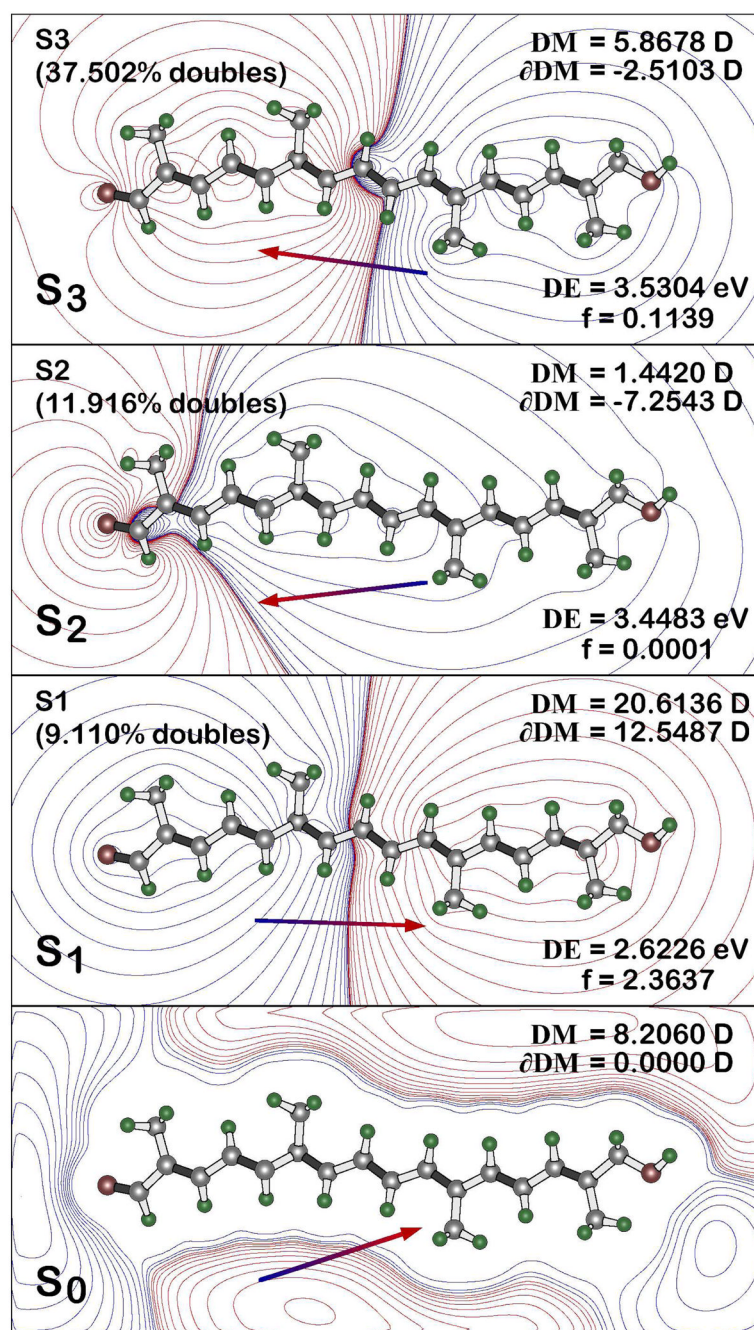 S3
(37.502% doubles)
DM = 5.8678 D
∂DM = -2.5103 D
S3
DE = 3.5304 eV
f = 0.1139
S2
(11.916% doubles)
DM = 1.4420 D
∂DM = -7.2543 D
S2
DE = 3.4483 eV
f = 0.0001
S1
(9.110% doubles)
DM = 20.6136 D
∂DM = 12.5487 D
S1
DE = 2.6226 eV
f = 2.3637
DM = 8.2060 D
∂DM = 0.0000 D
S0